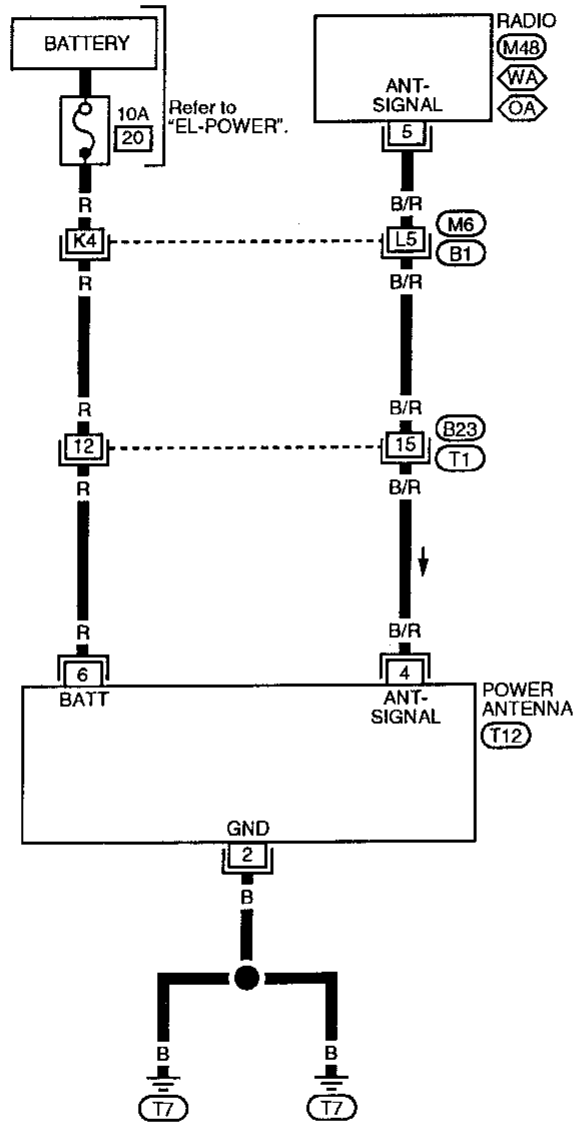 BATTERY
10A
20
Refer to
"EL-POWER".
RADIO
M48
WA
OA
ANT-
SIGNAL
5
R
B/R
K4
L5
M6
B1
R
B/R
R
B/R
12
15
B23
T1
R
B/R
R
B/R
6
4
BATT
ANT-
SIGNAL
POWER
ANTENNA
T12
GND
2
B
B
B
T7
T7